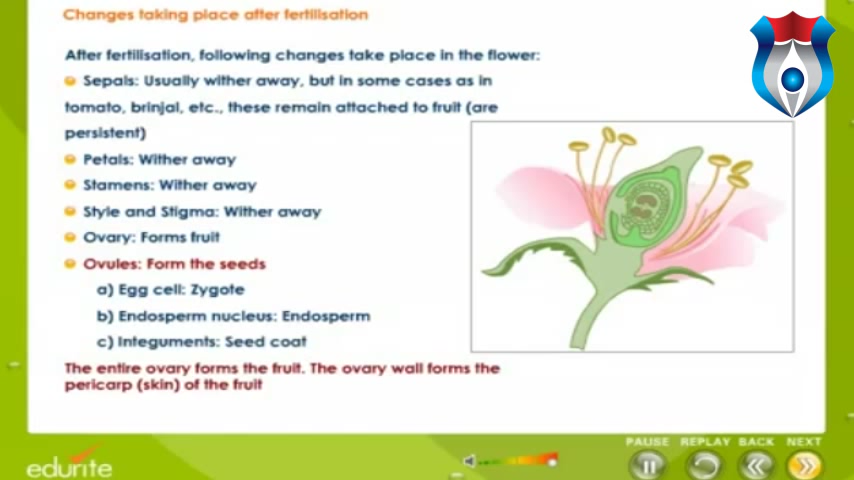 Changes taking place after fertilisation
After fertilisation, following changes take place in the flower:
Sepals: Usually wither away, but in some cases as in
tomato, brinjal, etc., these remain attached to fruit (are
persistent)
Petals: Wither away
Stamens: Wither away
Style and Stigma: Wither away
Ovary: Forms fruit
Ovules: Form the seeds
a) Egg cell: Zygote
b) Endosperm nucleus: Endosperm
c) Integuments: Seed coat
The entire ovary forms the fruit. The ovary wall forms the
pericarp (skin) of the fruit
PAUSE REPLAY BACK NEXT
edurite